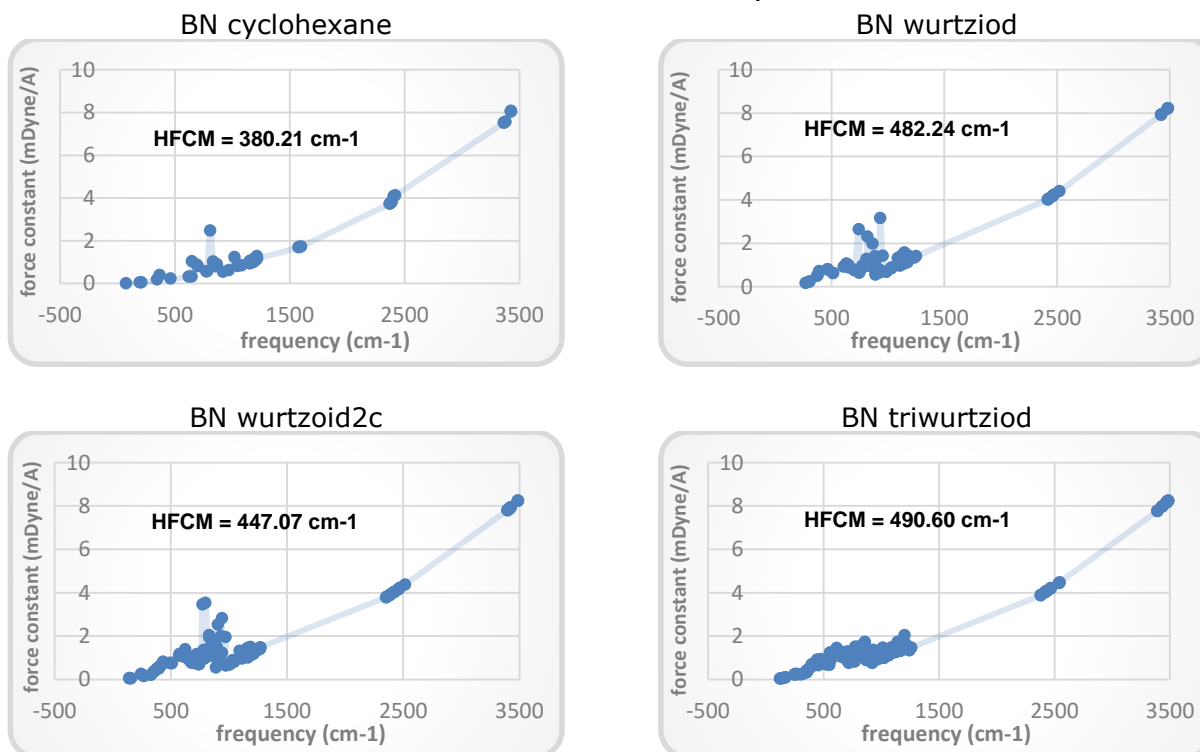 BN cyclohexane
force constant (mDyne/A)
10
8
6
4
2
0
HFCM = 380.21 cm-1
-500 500 1500 2500 3500
frequency (cm-1)
BN wurtziod
force constant (mDyne/A)
10
8
6
4
2
0
HFCM = 482.24 cm-1
-500 500 1500 2500 3500
frequency (cm-1)
BN wurtzoid2c
force constant (mDyne/A)
10
8
6
4
2
0
HFCM = 447.07 cm-1
-500 500 1500 2500 3500
frequency (cm-1)
BN triwurtziod
force constant (mDyne/A)
10
8
6
4
2
0
HFCM = 490.60 cm-1
-500 500 1500 2500 3500
frequency (cm-1)